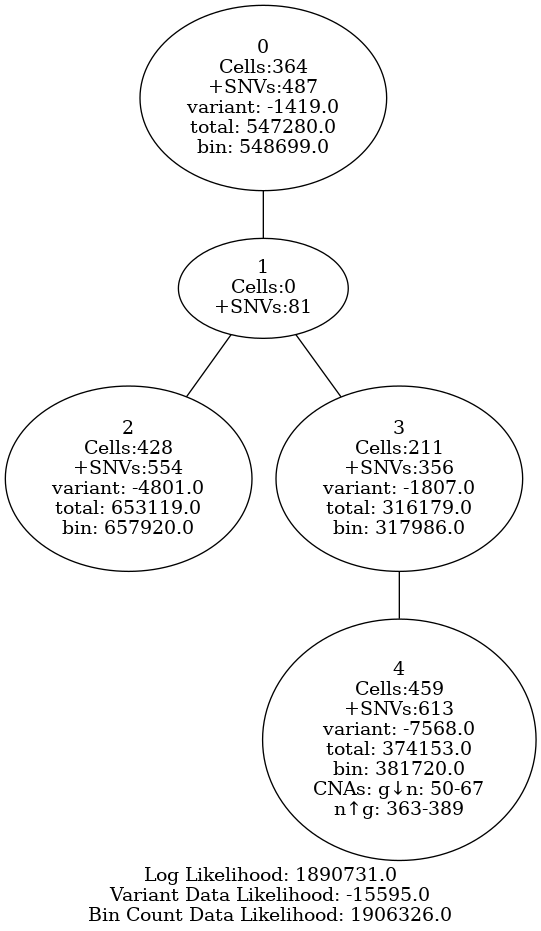 0
Cells:364
+SNVs:487
variant: -1419.0
total: 547280.0
bin: 548699.0
1
Cells:0
+SNVs:81
2
Cells:428
+SNVs:554
variant: -4801.0
total: 653119.0
bin: 657920.0
3
Cells:211
+SNVs:356
variant: -1807.0
total: 316179.0
bin: 317986.0
4
Cells:459
+SNVs:613
variant: -7568.0
total: 374153.0
bin: 381720.0
CNAs: g↓n: 50-67
n↑g: 363-389
Log Likelihood: 1890731.0
Variant Data Likelihood: -15595.0
Bin Count Data Likelihood: 1906326.0